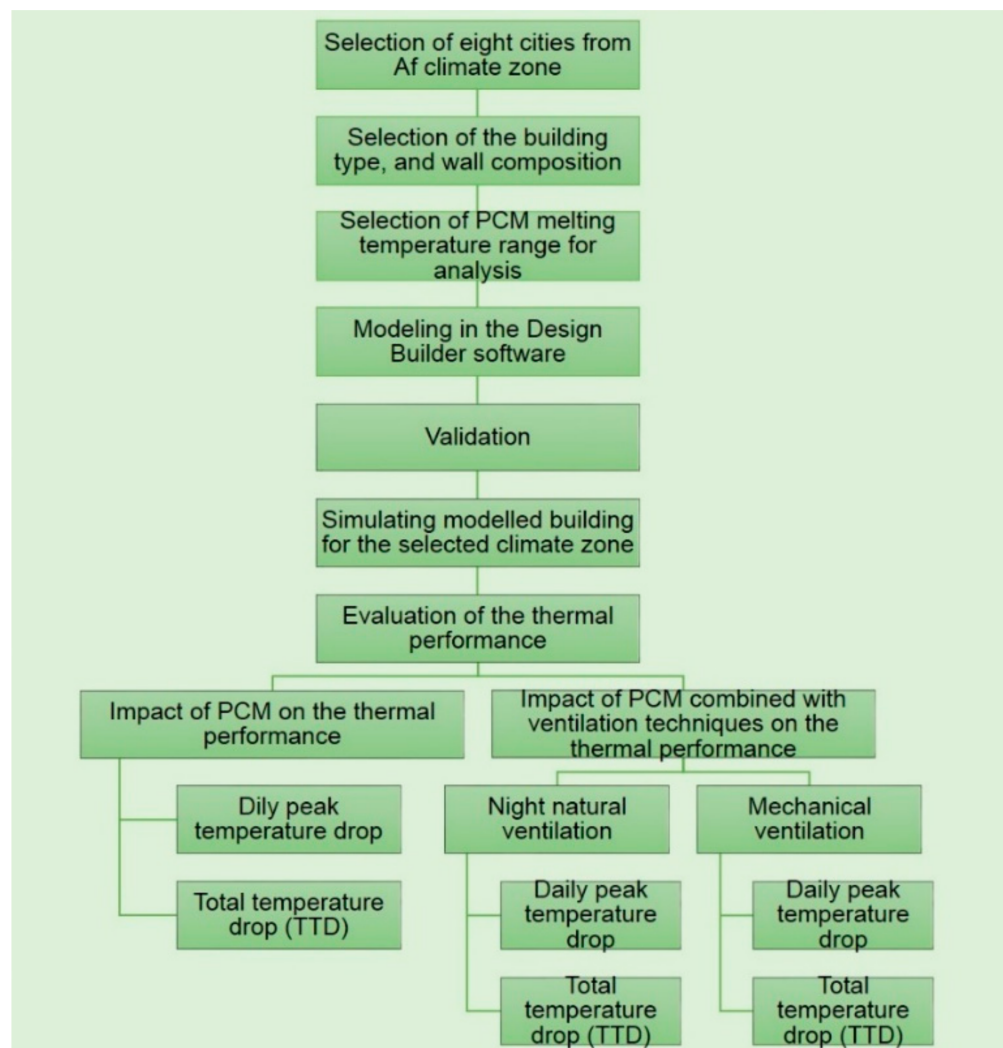 Selection of eight cities from
Af climate zone
Selection of the building
type, and wall composition
Selection of PCM melting
temperature range for
analysis
Modeling in the Design
Builder software
Validation
Simulating modelled building
for the selected climate zone
Evaluation of the thermal
performance
Impact of PCM on the thermal
performance
Dily peak
temperature drop
Total temperature
drop (TTD)
Impact of PCM combined with
ventilation techniques on the
thermal performance
Night natural
ventilation
Daily peak
temperature
drop
Total
temperature
drop (TTD)
Mechanical
ventilation
Daily peak
temperature
drop
Total
temperature
drop (TTD)